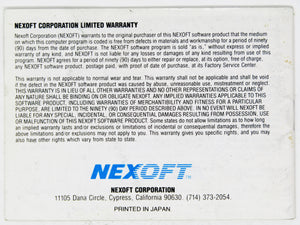 NEXOFT CORPORATION LIMITED WARRANTY
Nexoft Corporation (NEXOFT) warrants to the original purchaser of this NEXOFT software product that the medium
on which this computer program is coded is free from defects in materials and workmanship for a period of ninety
(90) days from the date of purchase. The NEXOFT software program is sold "as is," without express or implied
warranty of any kind, and NEXOFT is not liable for any losses or damages of any kind resulting from use of this
program. NEXOFT agrees for a period of ninety (90) days to either repair or replace, at its option, free of charge,
any NEXOFT software product, postage paid, with proof of date of purchase, at its Factory Service Center.
This warranty is not applicable to normal wear and tear. This warranty shall not be applicable and shall be void if
the defect in the NEXOFT software product has arisen through abuse, unreasonable use, mistreatment or neglect
THIS WARRANTY IS IN LIEU OF ALL OTHER WARRANTIES AND NO OTHER REPRESENTATIONS OR CLAIMS OF
ANY NATURE SHALL BE BINDING ON OR OBLIGATE NEXOFT. ANY IMPLIED WARRANTIES APPLICABLE TO THIS
SOFTWARE PRODUCT, INCLUDING WARRANTIES OF MERCHANTABILITY AND FITNESS FOR A PARTICULAR
PURPOSE, ARE LIMITED TO THE NINETY (90) DAY PERIOD DESCRIBED ABOVE. IN NO EVENT WILL NEXOFT BE
LIABLE FOR ANY SPECIAL, INCIDENTAL, OR CONSEQUENTIAL DAMAGES RESULTING FROM POSSESSION, USE
OR MALFUNCTION OF THIS NEXOFT SOFTWARE PRODUCT. Some states do not allow limitations as to how long an
implied warranty lasts and/or exclusions or limitations of incidental or consequential damages, therefore the
above limitations and/or exclusions may not apply to you. This warranty gives you specific rights, and you may also
have other rights which vary from state to state.
NEXOFT™
NEXOFT CORPORATION
11105 Dana Circle, Cypress, California 90630. (714) 373-2054.
PRINTED IN JAPAN